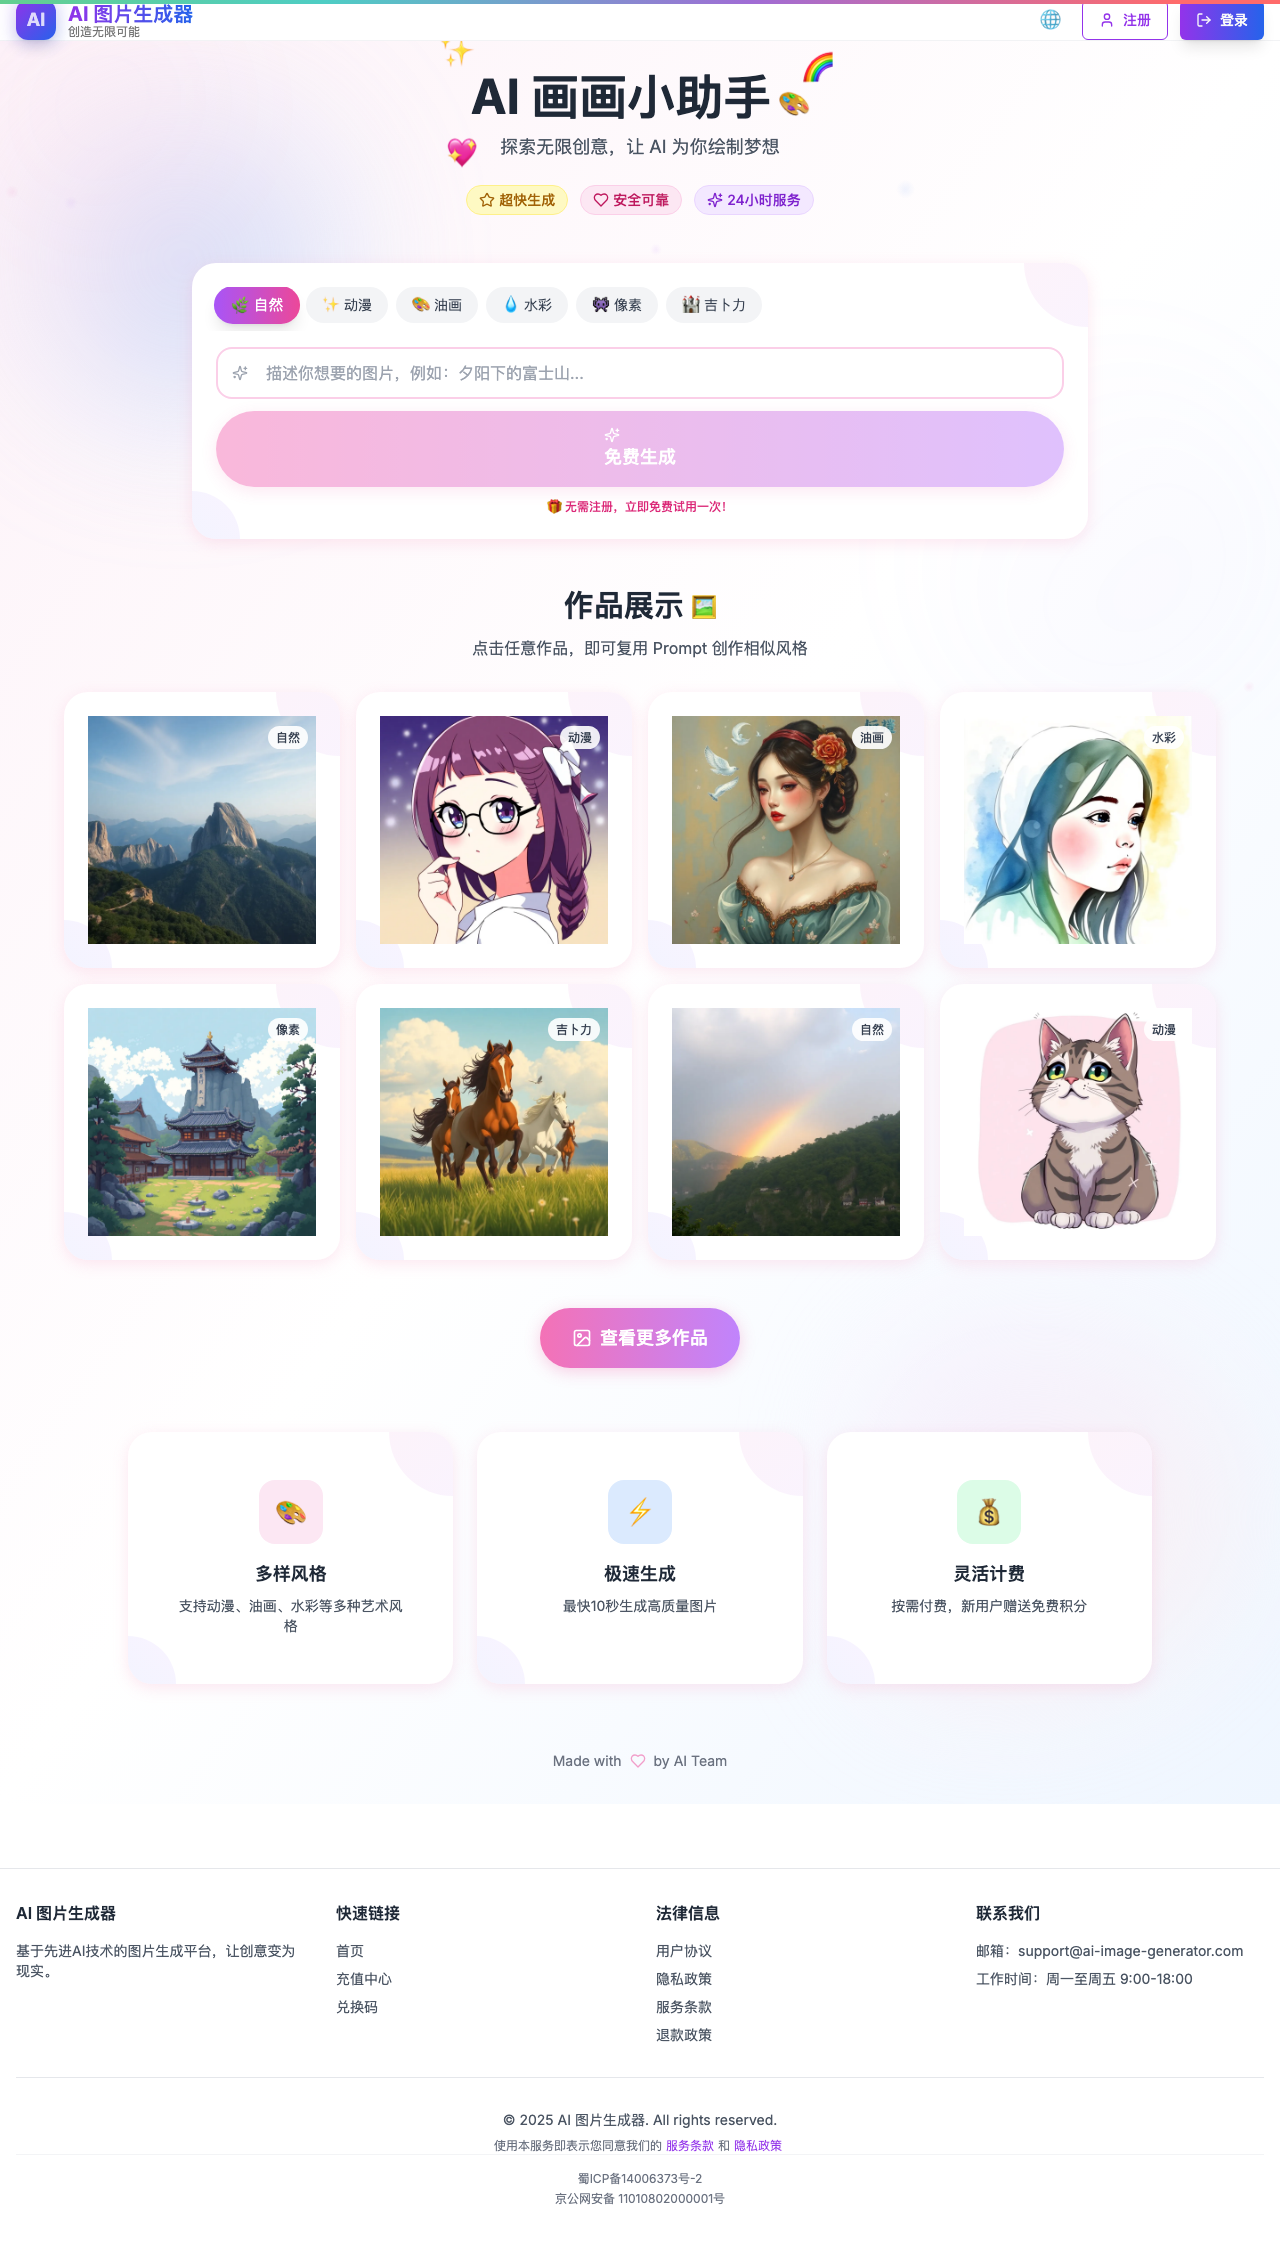 AI
AI 图片生成器
创造无限可能
注册
登录
AI 画画小助手
探索无限创意，让 AI 为你绘制梦想
超快生成
安全可靠
24小时服务
自然
动漫
油画
水彩
像素
吉卜力
描述你想要的图片，例如：夕阳下的富士山...
免费生成
无需注册，立即免费试用一次！
作品展示
点击任意作品，即可复用 Prompt 创作相似风格
自然
动漫
油画
水彩
像素
吉卜力
自然
动漫
查看更多作品
多样风格
支持动漫、油画、水彩等多种艺术风
格
极速生成
最快10秒生成高质量图片
灵活计费
按需付费，新用户赠送免费积分
Made with
by AI Team
AI 图片生成器
基于先进AI技术的图片生成平台，让创意变为
现实。
快速链接
首页
充值中心
兑换码
法律信息
用户协议
隐私政策
服务条款
退款政策
联系我们
邮箱：support@ai-image-generator.com
工作时间：周一至周五 9:00-18:00
© 2025 AI 图片生成器. All rights reserved.
使用本服务即表示您同意我们的 服务条款 和 隐私政策
蜀ICP备14006373号-2
京公网安备 11010802000001号